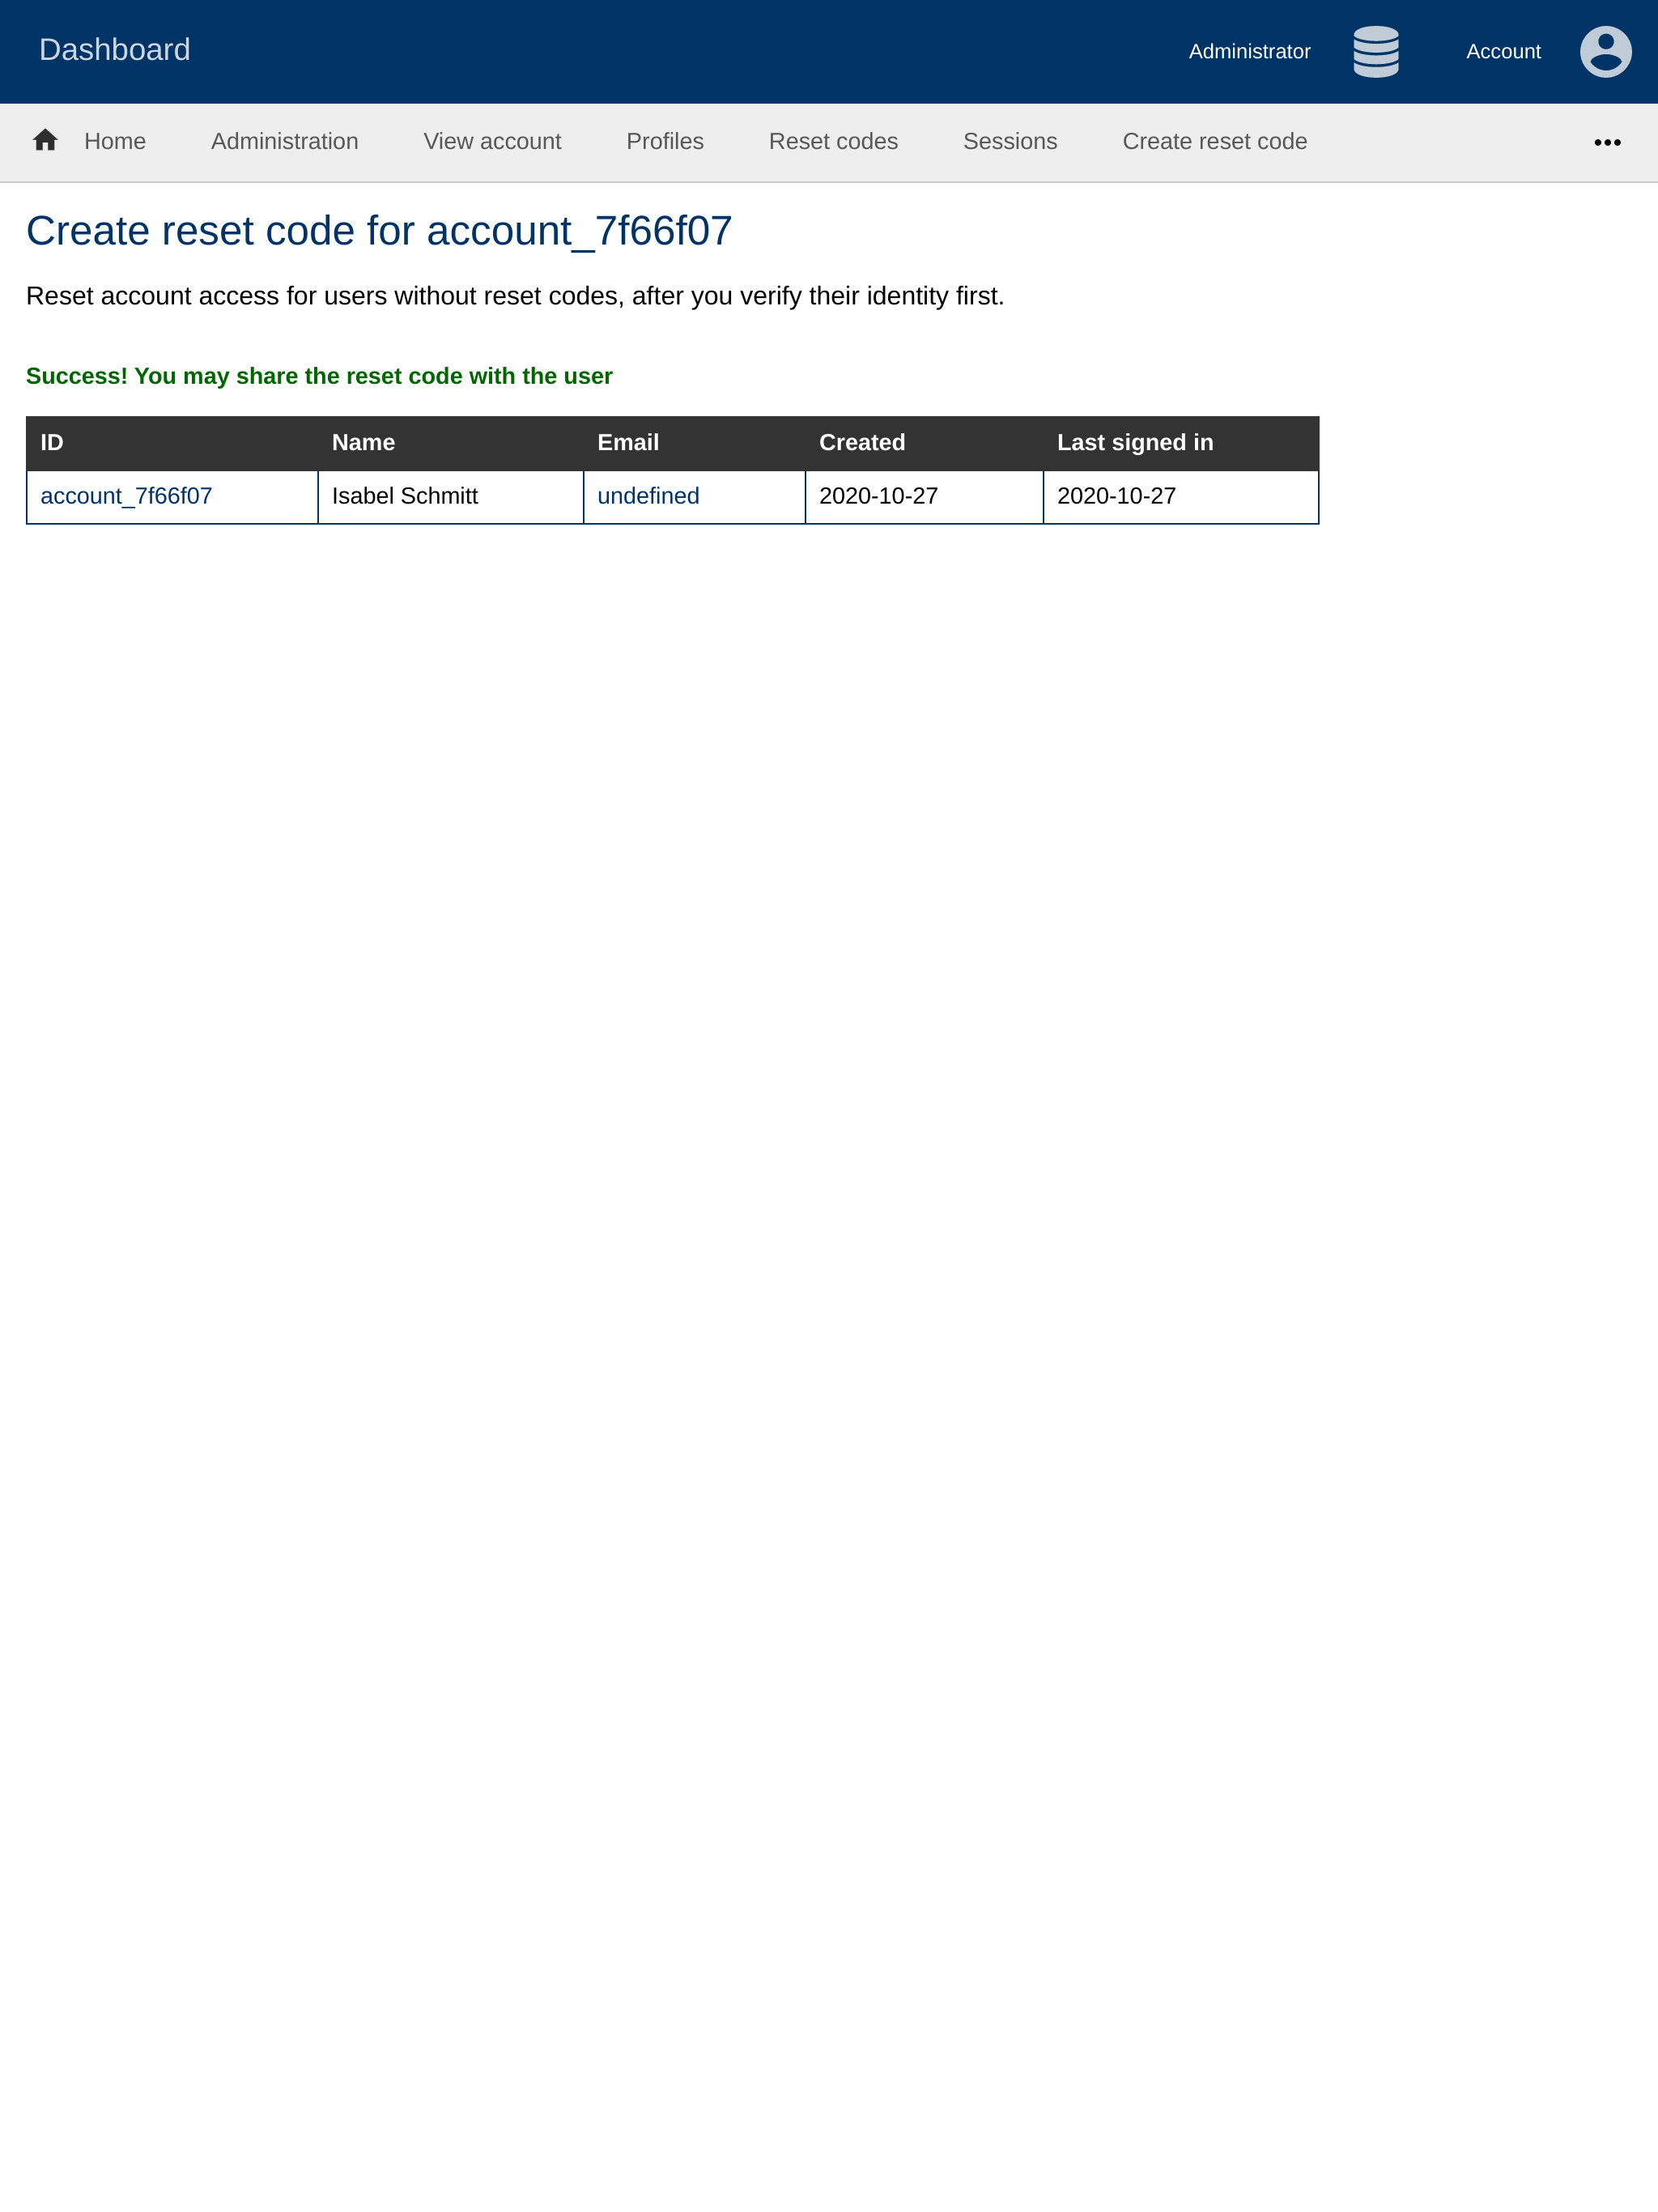 Dashboard
Administrator
Account
Home Administration View account Profiles Reset codes Sessions Create reset code
Create reset code for account_7f66f07
Reset account access for users without reset codes, after you verify their identity first.
Success! You may share the reset code with the user
ID Name Email Created Last signed in
account_7f66f07 Isabel Schmitt undefined 2020-10-27 2020-10-27